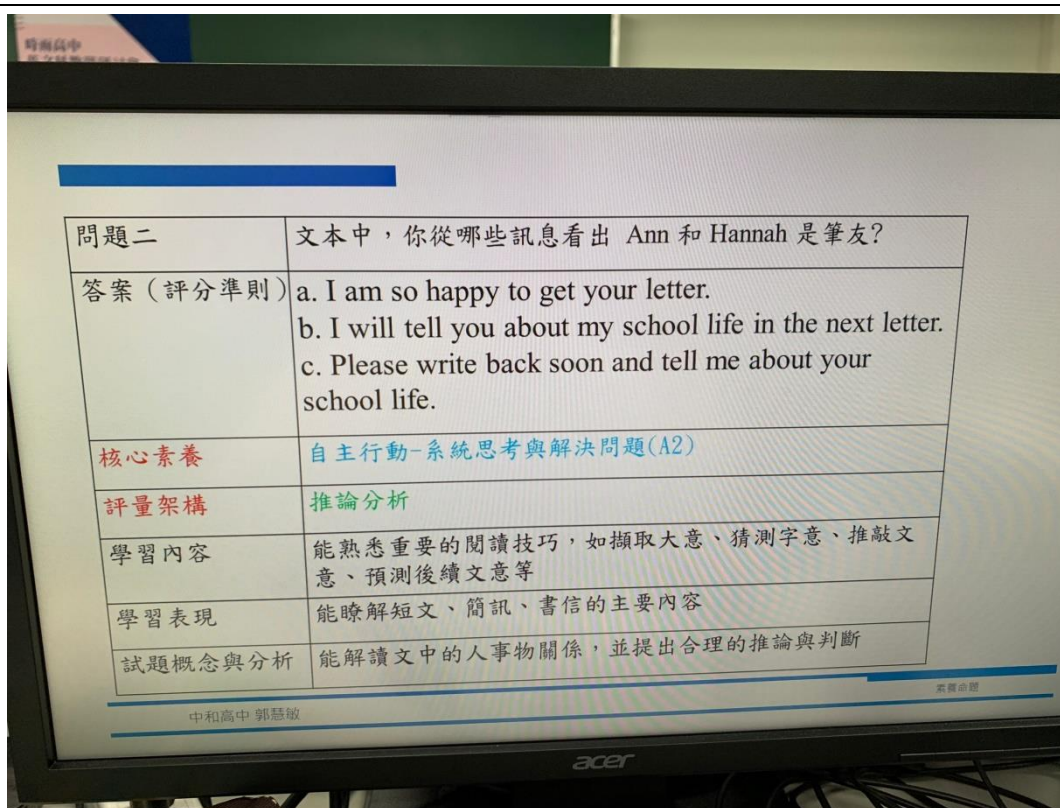 時雨高中
問題二
文本中，你從哪些訊息看出 Ann 和 Hannah 是筆友?
答案（評分準則）
a. I am so happy to get your letter.
b. I will tell you about my school life in the next letter.
c. Please write back soon and tell me about your
school life.
核心素養
自主行動-系統思考與解決問題(A2)
評量架構
推論分析
學習內容
能熟悉重要的閱讀技巧，如擷取大意、猜測字意、推敲文
意、預測後續文意等
學習表現
能瞭解短文、簡訊、書信的主要內容
試題概念與分析
能解讀文中的人事物關係，並提出合理的推論與判斷
素養命題
中和高中 郭慧敏
acer